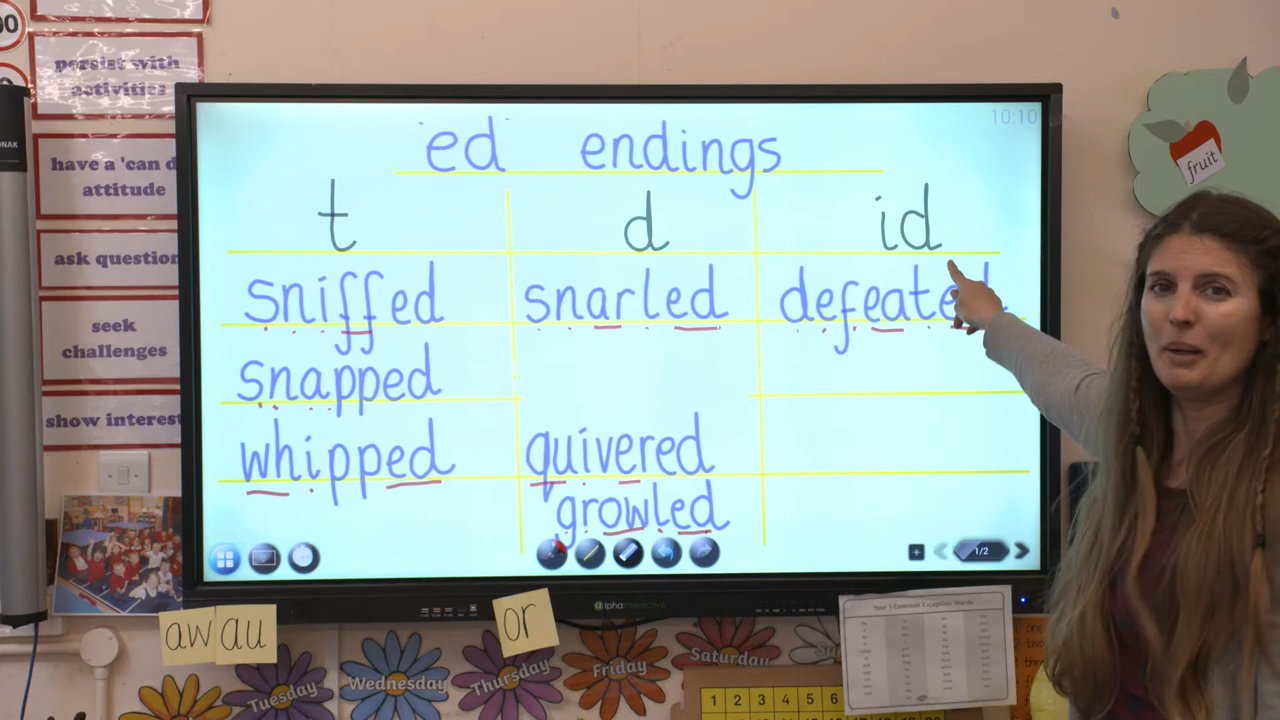 persist with
activities
have a 'can d
attitude
ask question
seek
challenges
show interest
'ed' endings
t d id
sniffed snarled defeated
snapped
whipped quivered
growled
10:10
1/2
alphainteractive
fruit
aw au
or
Year 1 Common Exception Words
Tuesday
Wednesday
Thursday
Friday
Saturday
1 2 3 4 5 6